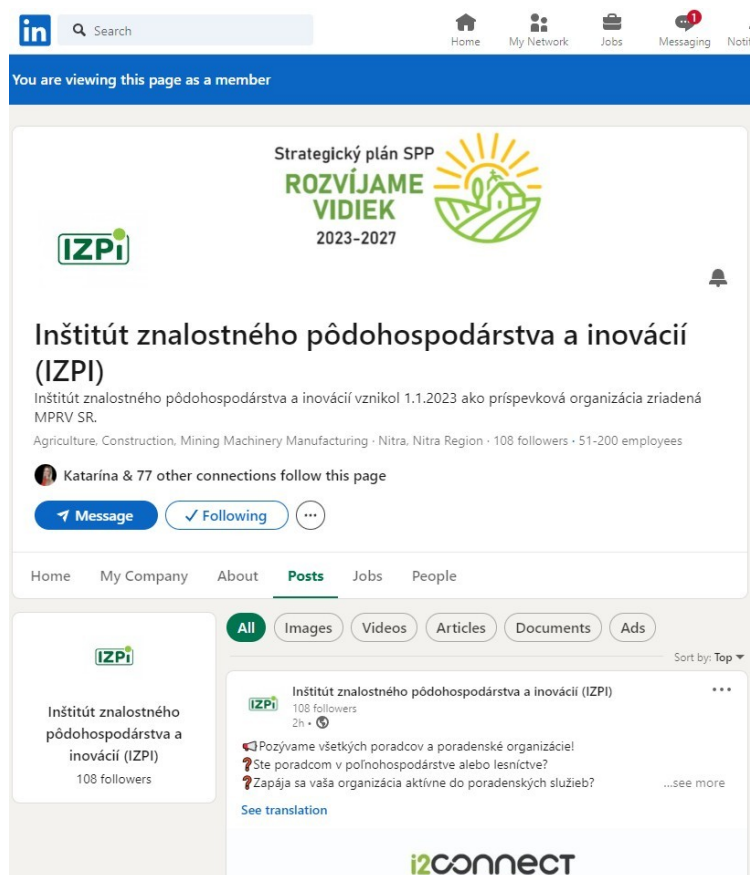 in
Search
Home
My Network
Jobs
1
Messaging
You are viewing this page as a member
Strategický plán SPP
ROZVÍJAME
VIDIEK
2023-2027
IZPi
Inštitút znalostného pôdohospodárstva a inovácií
(IZPI)
Inštitút znalostného pôdohospodárstva a inovácií vznikol 1.1.2023 ako príspevková organizácia zriadená
MPRV SR.
Agriculture, Construction, Mining Machinery Manufacturing · Nitra, Nitra Region · 108 followers · 51-200 employees
Katarína & 77 other connections follow this page
Message
Following
Home
My Company
About
Posts
Jobs
People
IZPi
Inštitút znalostného
pôdohospodárstva a
inovácií (IZPI)
108 followers
All
Images
Videos
Articles
Documents
Ads
Sort by: Top
IZPi
Inštitút znalostného pôdohospodárstva a inovácií (IZPI)
108 followers
2h •
📢Pozývame všetkých poradcov a poradenské organizácie!
❓Ste poradcom v poľnohospodárstve alebo lesníctve?
❓Zapája sa vaša organizácia aktívne do poradenských služieb? ...see more
See translation
i2connect